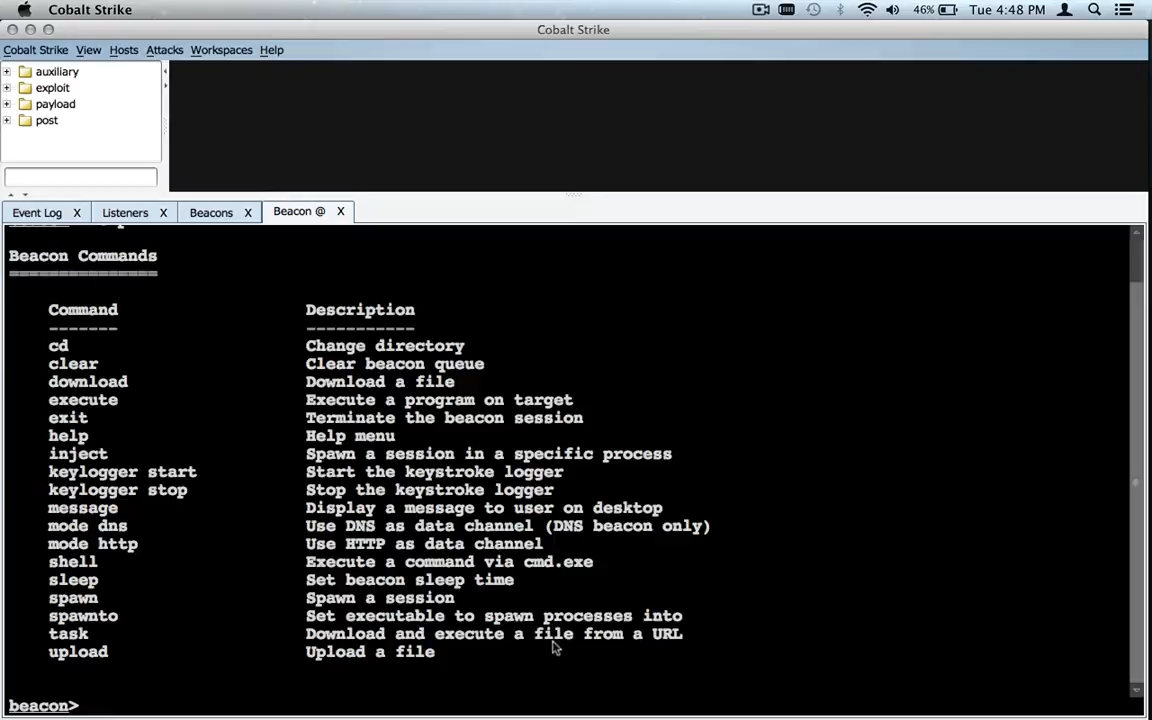 Cobalt Strike
46%
Tue 4:48 PM
Cobalt Strike
Cobalt Strike View Hosts Attacks Workspaces Help
auxiliary
exploit
payload
post
Event Log X Listeners X Beacons X Beacon @ X
Beacon Commands
================
Command Description
------- -----------
cd Change directory
clear Clear beacon queue
download Download a file
execute Execute a program on target
exit Terminate the beacon session
help Help menu
inject Spawn a session in a specific process
keylogger start Start the keystroke logger
keylogger stop Stop the keystroke logger
message Display a message to user on desktop
mode dns Use DNS as data channel (DNS beacon only)
mode http Use HTTP as data channel
shell Execute a command via cmd.exe
sleep Set beacon sleep time
spawn Spawn a session
spawnto Set executable to spawn processes into
task Download and execute a file from a URL
upload Upload a file
beacon>